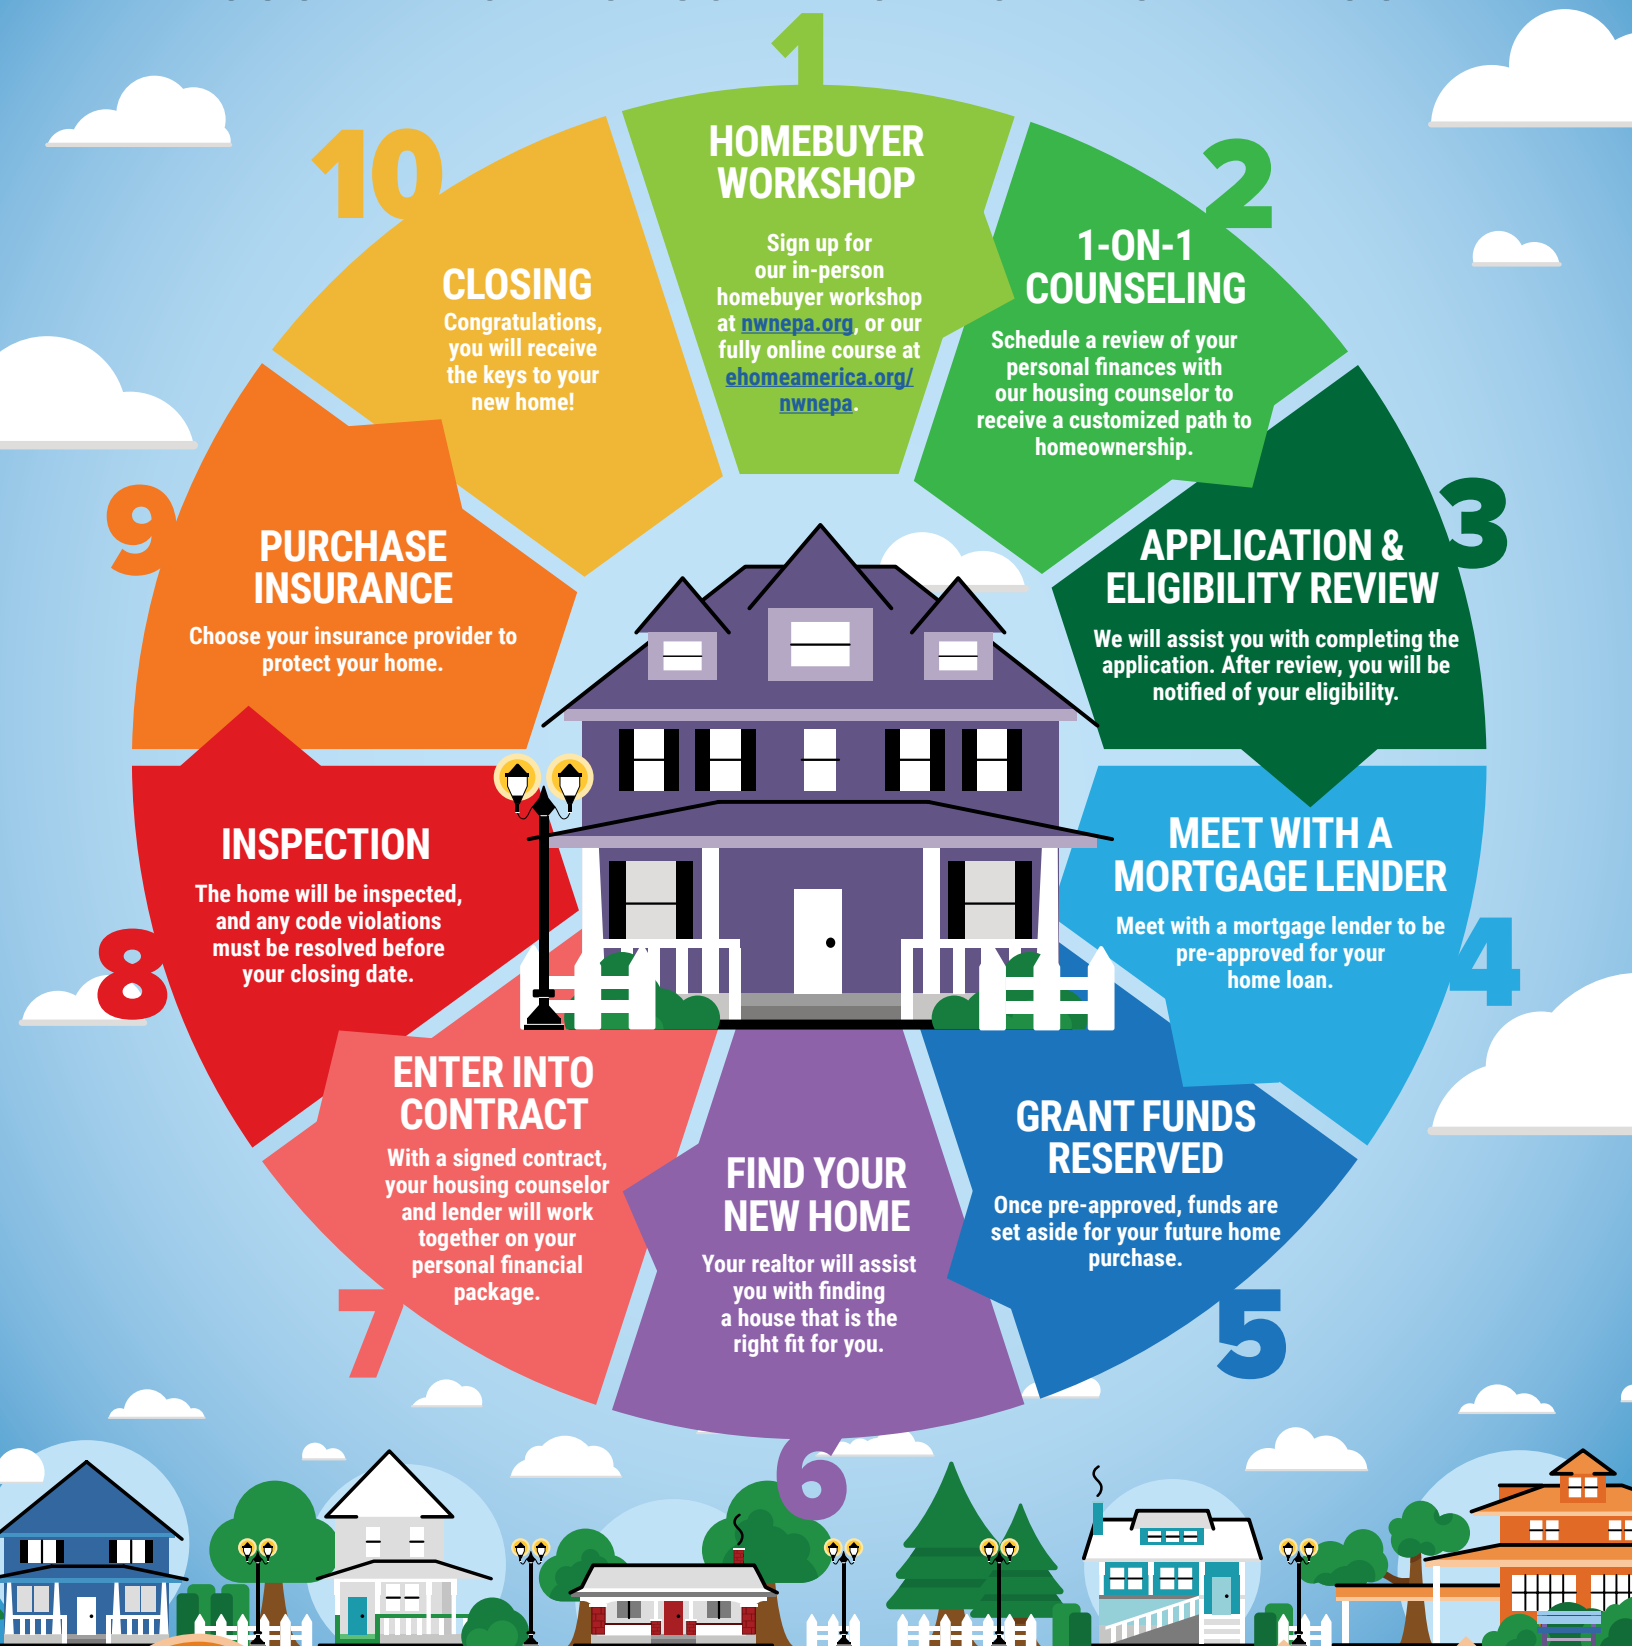 1
HOMEBUYER
WORKSHOP
Sign up for
our in-person
homebuyer workshop
at nwnepa.org, or our
fully online course at
ehomeamerica.org/
nwnepa.
2
1-ON-1
COUNSELING
Schedule a review of your
personal finances with
our housing counselor to
receive a customized path to
homeownership.
3
APPLICATION &
ELIGIBILITY REVIEW
We will assist you with completing the
application. After review, you will be
notified of your eligibility.
4
MEET WITH A
MORTGAGE LENDER
Meet with a mortgage lender to be
pre-approved for your
home loan.
5
GRANT FUNDS
RESERVED
Once pre-approved, funds are
set aside for your future home
purchase.
6
FIND YOUR
NEW HOME
Your realtor will assist
you with finding
a house that is the
right fit for you.
7
ENTER INTO
CONTRACT
With a signed contract,
your housing counselor
and lender will work
together on your
personal financial
package.
8
INSPECTION
The home will be inspected,
and any code violations
must be resolved before
your closing date.
9
PURCHASE
INSURANCE
Choose your insurance provider to
protect your home.
10
CLOSING
Congratulations,
you will receive
the keys to your
new home!